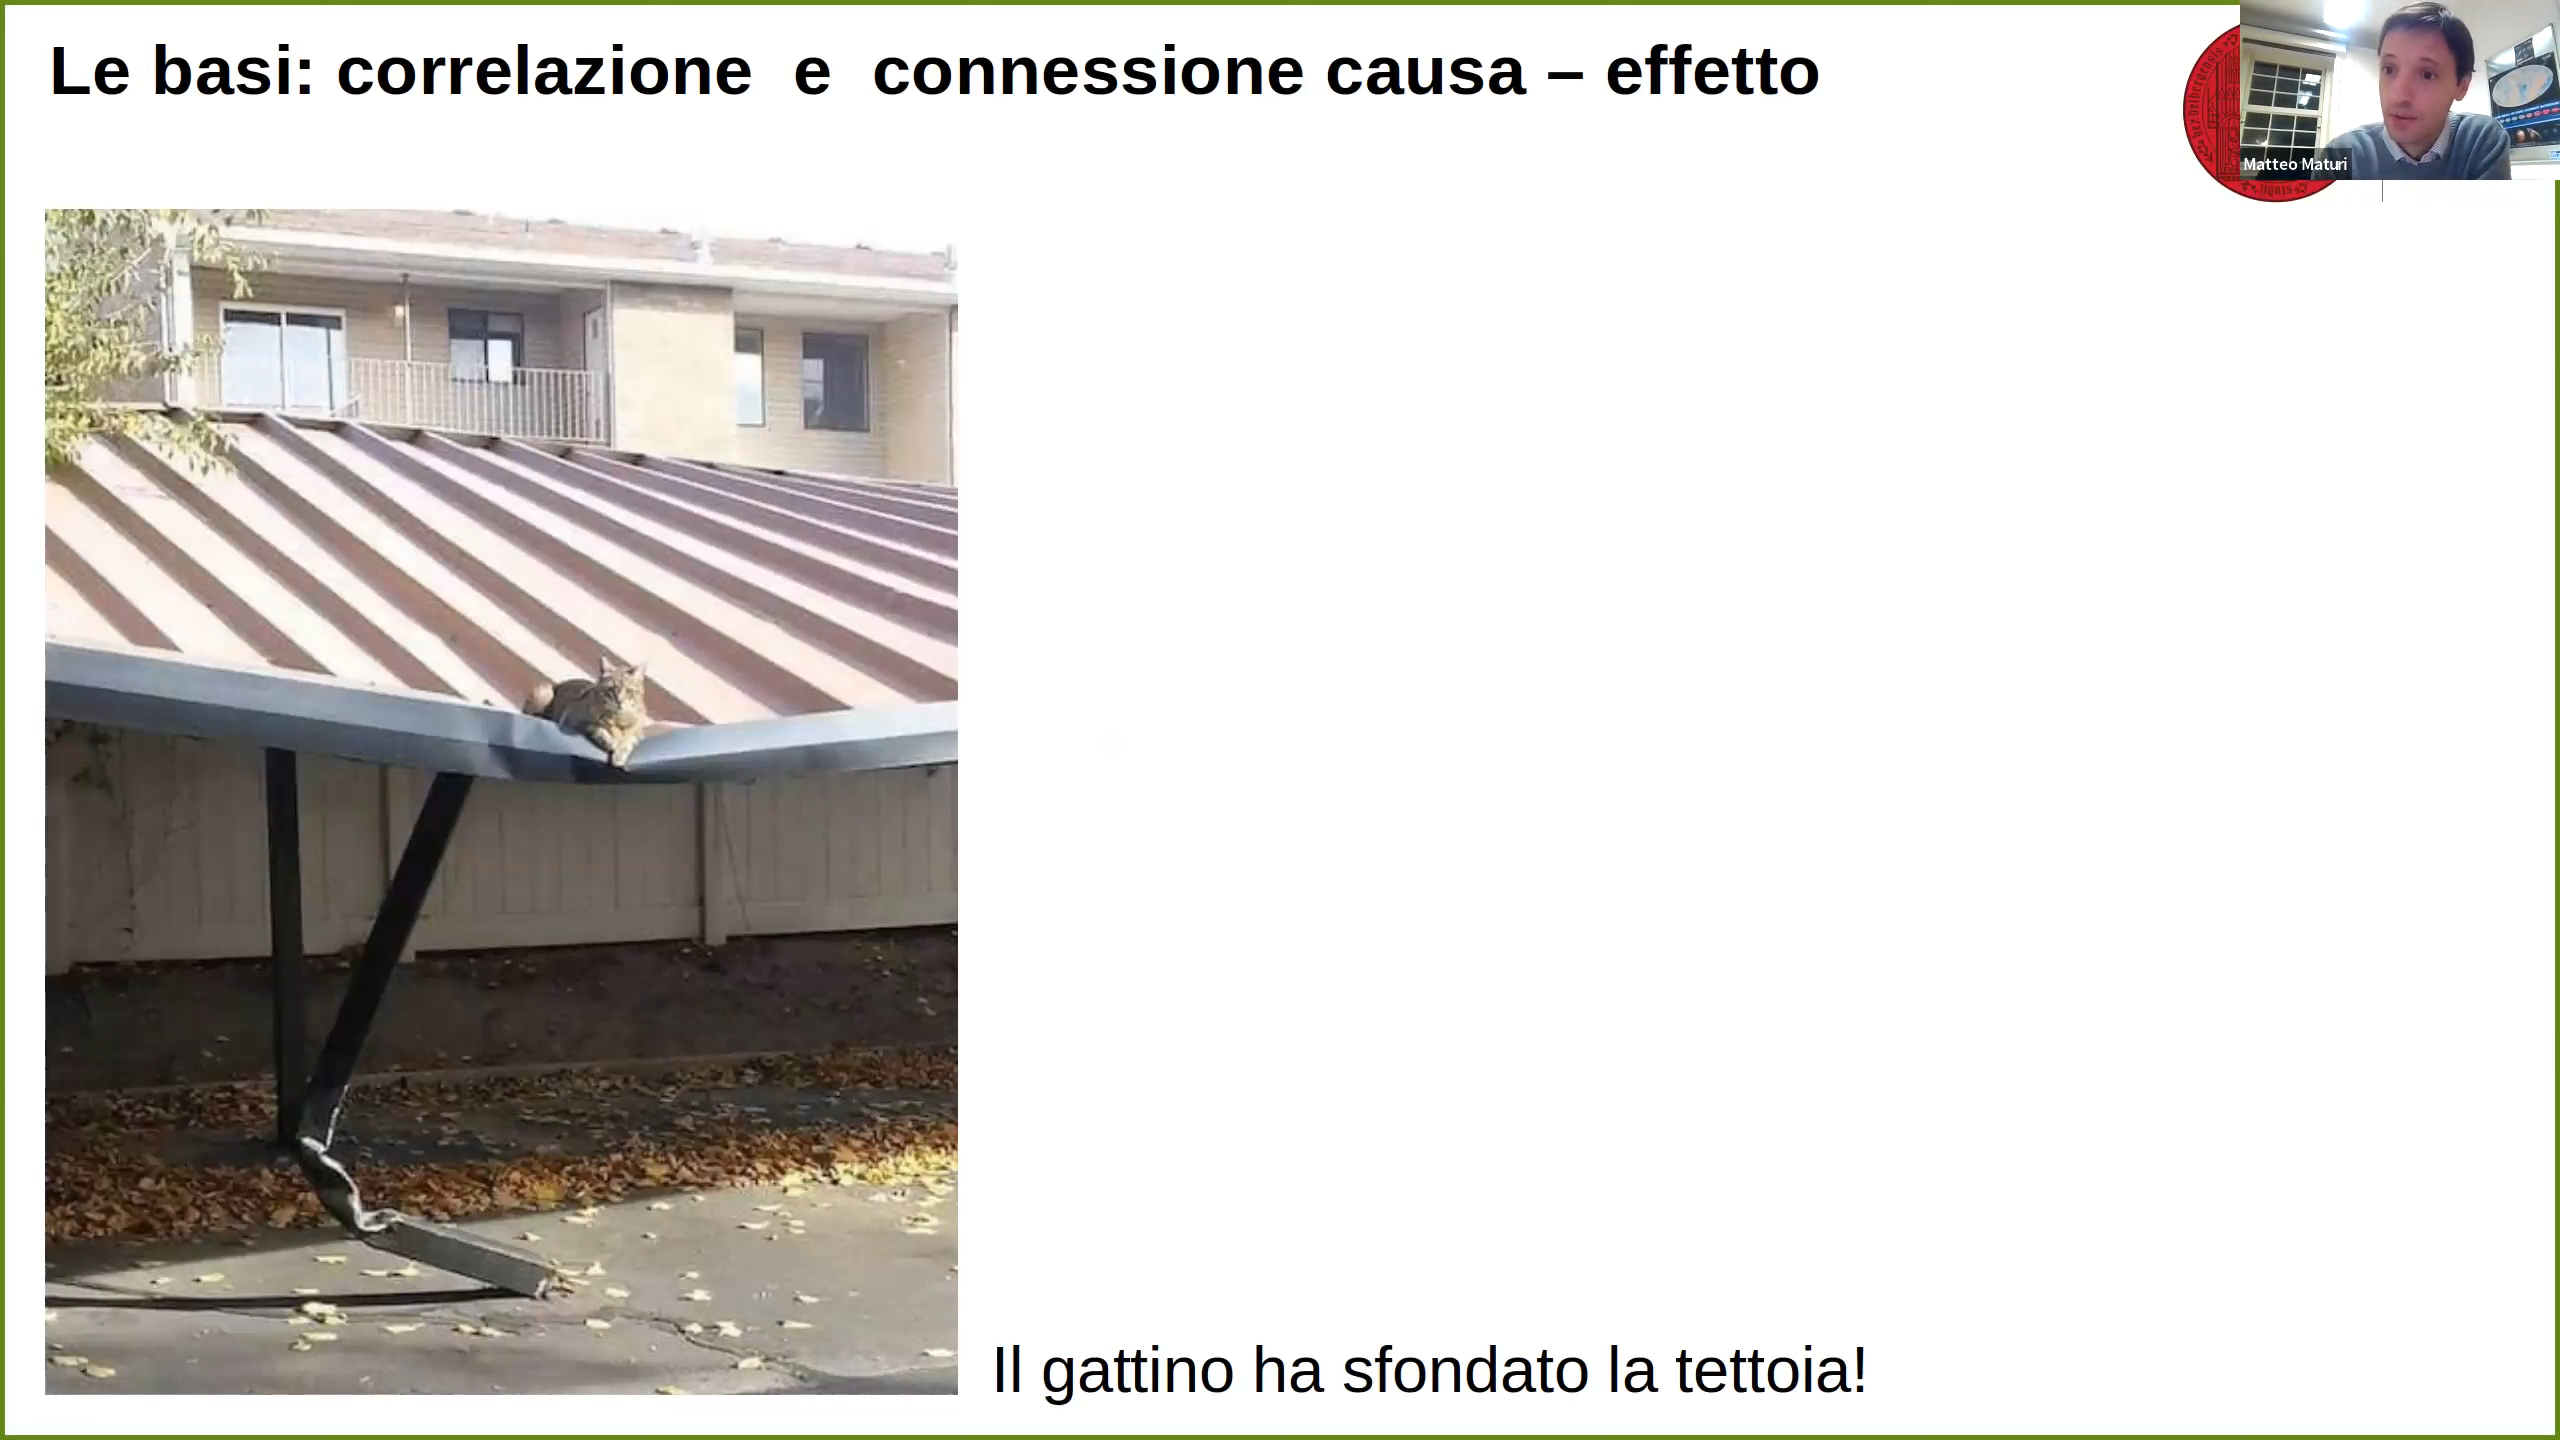 Le basi: correlazione e connessione causa – effetto
Matteo Maturi
Il gattino ha sfondato la tettoia!